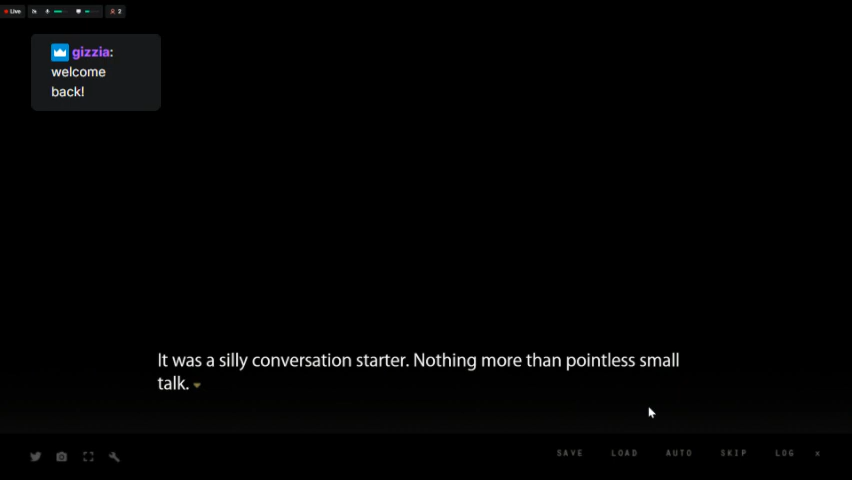 Live 1x 2
gizzia:
welcome
back!
It was a silly conversation starter. Nothing more than pointless small
talk.
SAVE LOAD AUTO SKIP LOG ×